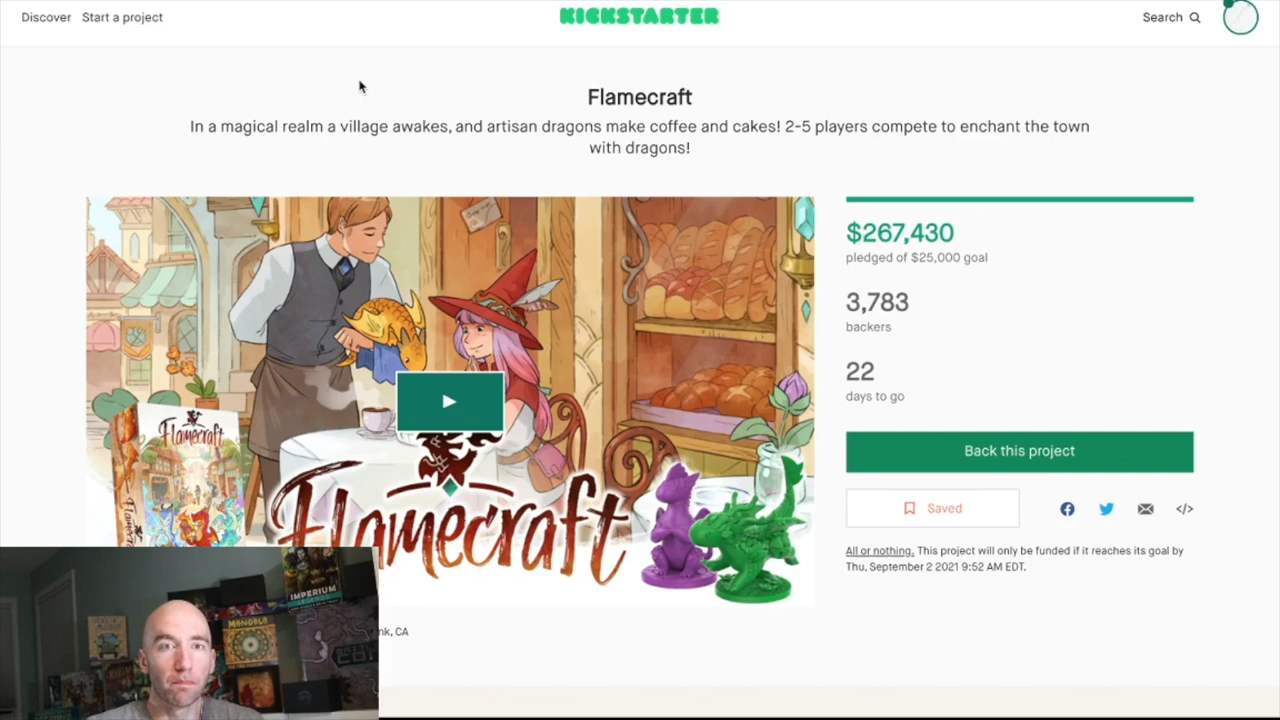 Discover Start a project
KICKSTARTER
Search
Flamecraft
In a magical realm a village awakes, and artisan dragons make coffee and cakes! 2-5 players compete to enchant the town
with dragons!
$267,430
pledged of $25,000 goal
3,783
backers
22
days to go
Back this project
Saved
All or nothing. This project will only be funded if it reaches its goal by
Thu, September 2 2021 9:52 AM EDT.
Flamecraft
Flamecraft
nk, CA
IMPERIUM
LEGENDS
MANDALA